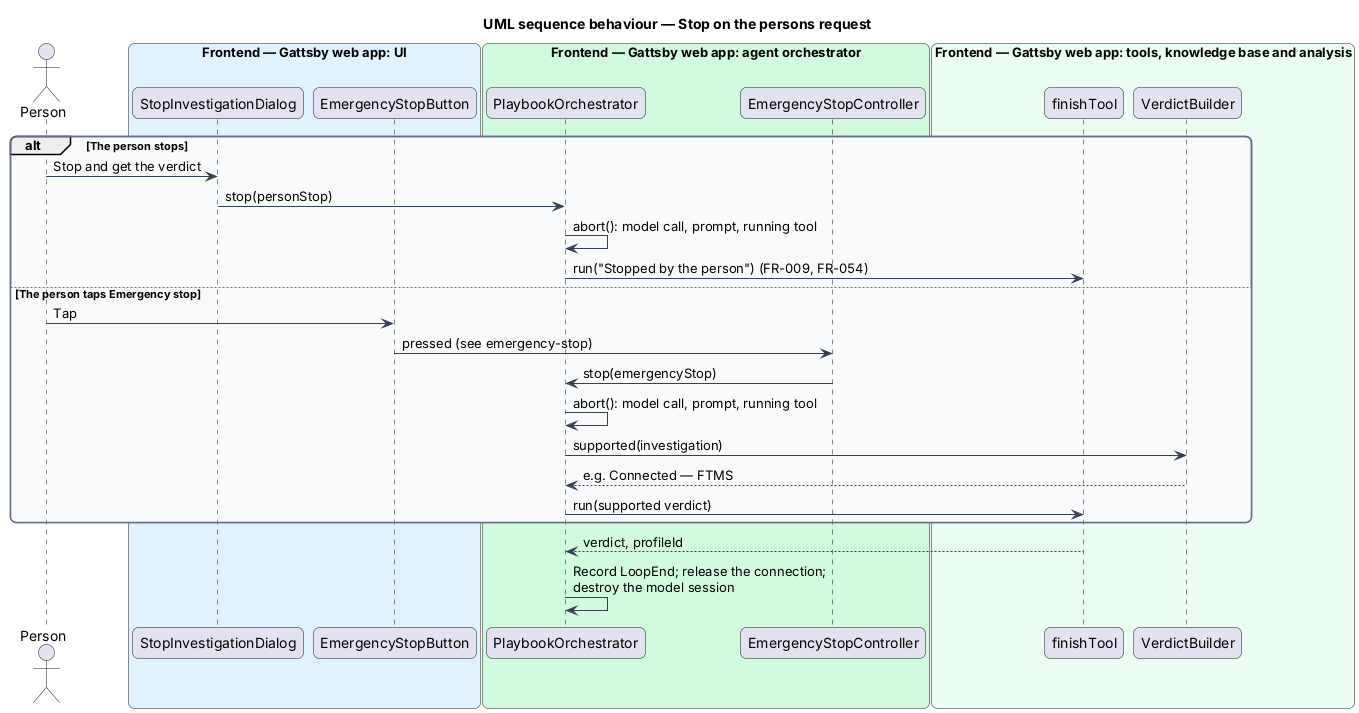 UML sequence behaviour — Stop on the persons request
Frontend — Gattsby web app: UI
Frontend — Gattsby web app: agent orchestrator
Frontend — Gattsby web app: tools, knowledge base and analysis
Person
StopInvestigationDialog
EmergencyStopButton
PlaybookOrchestrator
EmergencyStopController
finishTool
VerdictBuilder
alt
[The person stops]
Stop and get the verdict
stop(personStop)
abort(): model call, prompt, running tool
run("Stopped by the person") (FR-009, FR-054)
[The person taps Emergency stop]
Tap
pressed (see emergency-stop)
stop(emergencyStop)
abort(): model call, prompt, running tool
supported(investigation)
e.g. Connected — FTMS
run(supported verdict)
verdict, profileId
Record LoopEnd; release the connection;
destroy the model session
Person
StopInvestigationDialog
EmergencyStopButton
PlaybookOrchestrator
EmergencyStopController
finishTool
VerdictBuilder